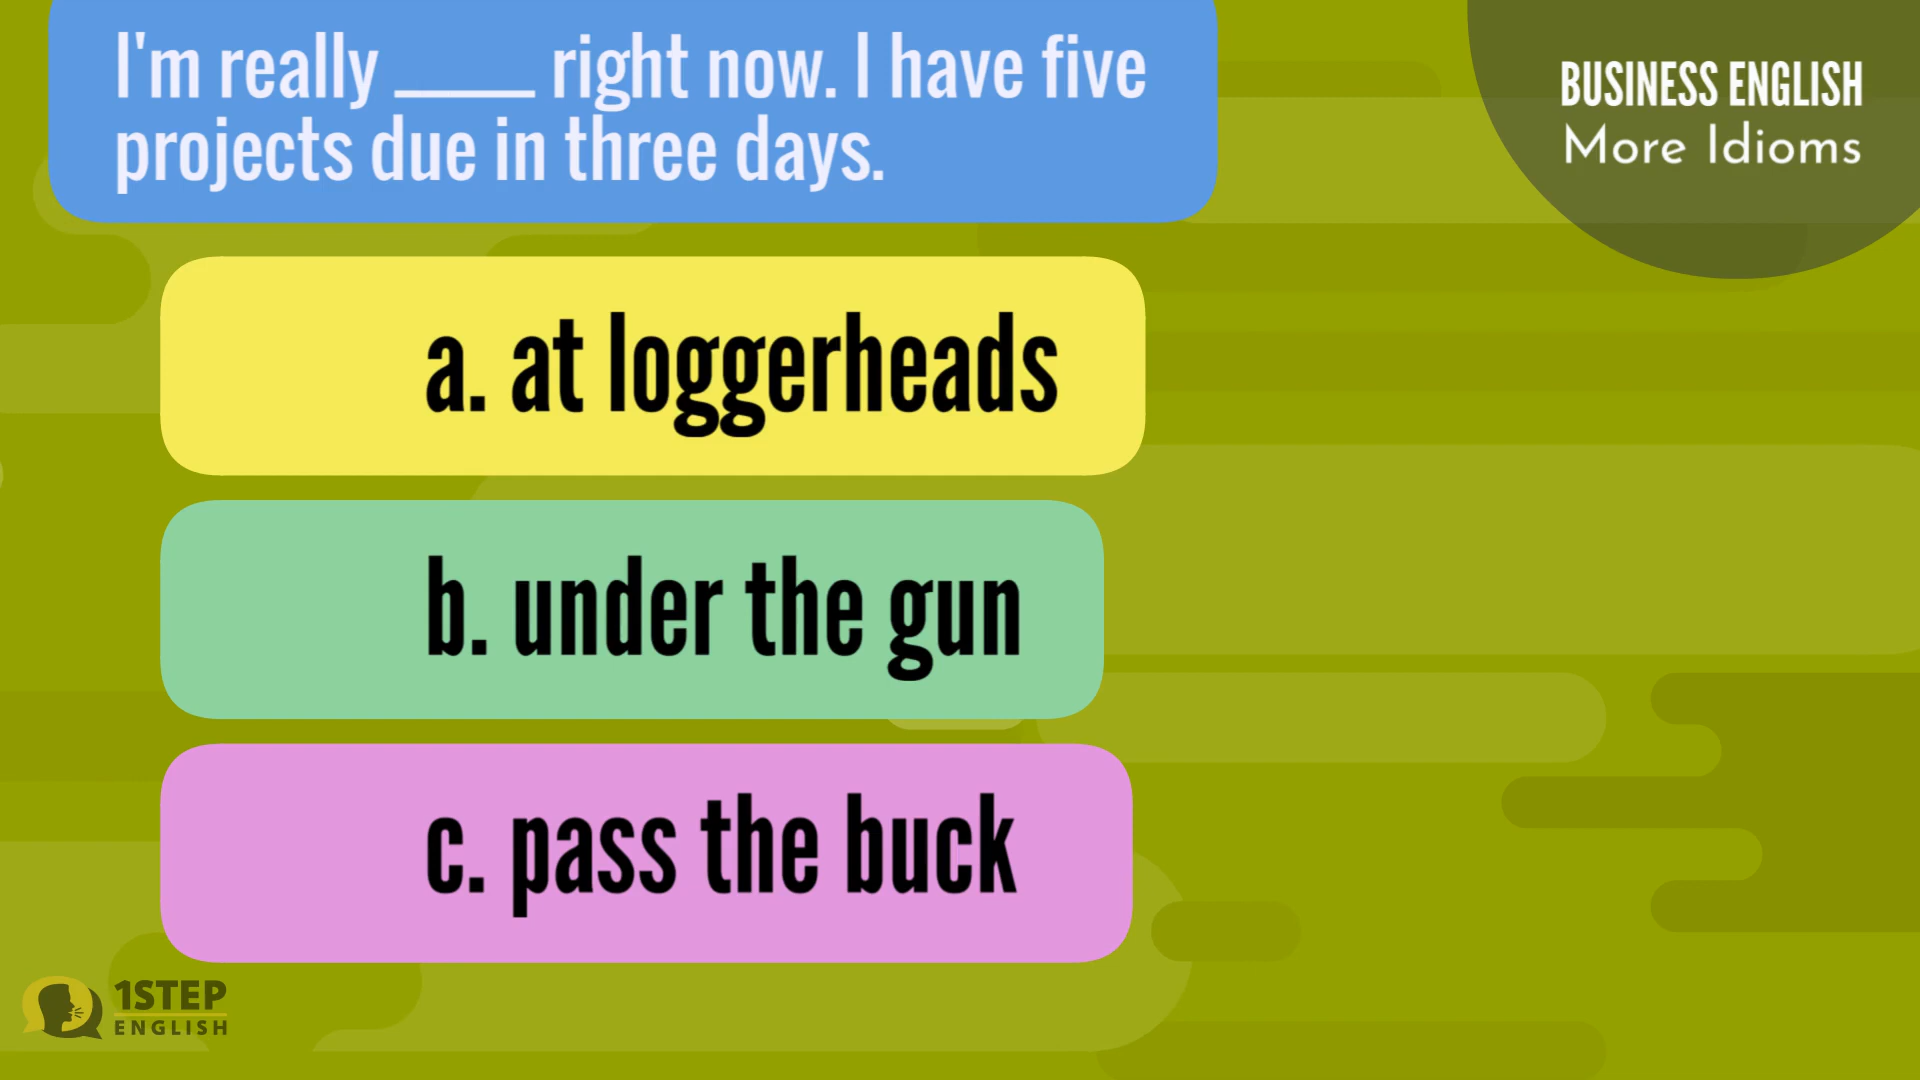 I'm really _____ right now. I have five
projects due in three days.
BUSINESS ENGLISH
More Idioms
a. at loggerheads
b. under the gun
c. pass the buck
1STEP
ENGLISH